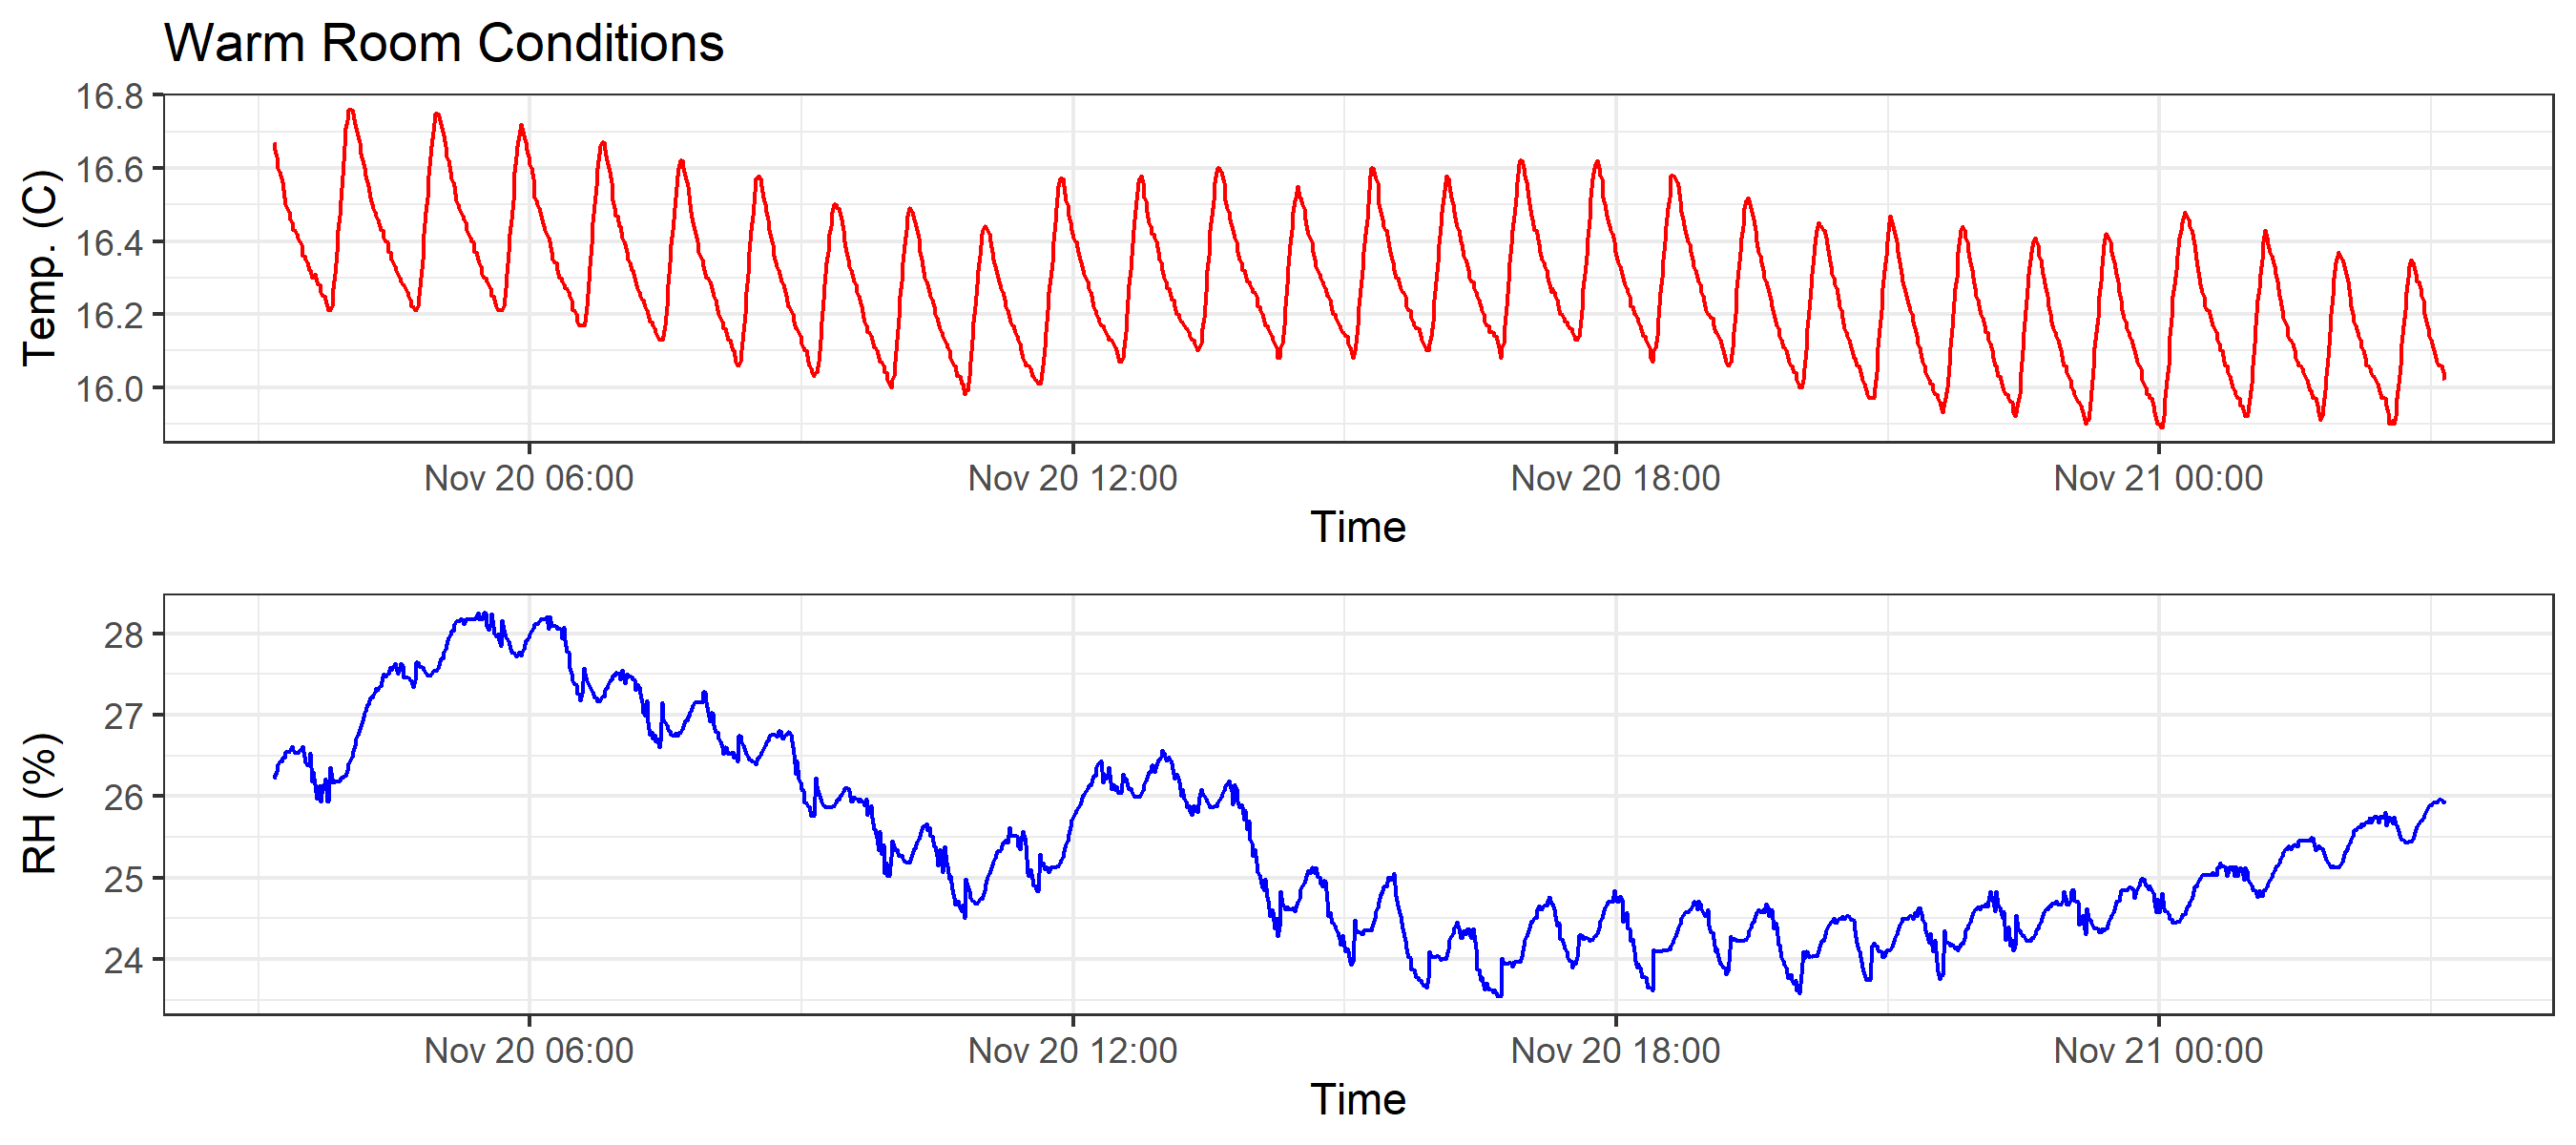 Warm Room Conditions
Temp. (C)
16.8
16.6
16.4
16.2
16.0
Nov 20 06:00 Nov 20 12:00 Nov 20 18:00 Nov 21 00:00
Time
RH (%)
28
27
26
25
24
Nov 20 06:00 Nov 20 12:00 Nov 20 18:00 Nov 21 00:00
Time